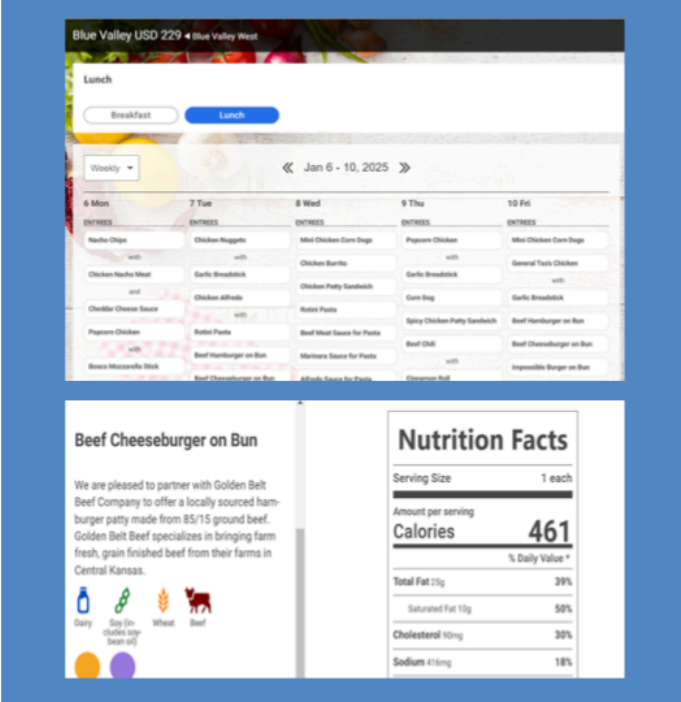 Blue Valley USD 229 ◂ Blue Valley West
Lunch
Breakfast Lunch
Weekly
Jan 6 - 10, 2025
6 Mon
ENTREES
Nacho Chips
with
Chicken Nacho Meat
and
Cheddar Cheese Sauce
Popcorn Chicken
with
Bosco Mozzarella Stick
7 Tue
ENTREES
Chicken Nuggets
with
Garlic Breadstick
Chicken Alfredo
with
Rotini Pasta
Beef Hamburger on Bun
Beef Cheeseburger on Bun
8 Wed
ENTREES
Mini Chicken Corn Dogs
Chicken Burrito
Chicken Patty Sandwich
Rotini Pasta
Beef Meat Sauce for Pasta
Marinara Sauce for Pasta
Alfredo Sauce for Pasta
9 Thu
ENTREES
Popcorn Chicken
with
Garlic Breadstick
Corn Dog
Spicy Chicken Patty Sandwich
Beef Chili
with
Cinnamon Roll
10 Fri
ENTREES
Mini Chicken Corn Dogs
General Tso's Chicken
with
Garlic Breadstick
Beef Hamburger on Bun
Beef Cheeseburger on Bun
Impossible Burger on Bun
Beef Cheeseburger on Bun
We are pleased to partner with Golden Belt
Beef Company to offer a locally sourced ham-
burger patty made from 85/15 ground beef.
Golden Belt Beef specializes in bringing farm
fresh, grain finished beef from their farms in
Central Kansas.
Dairy
Soy (in-
cludes soy-
bean oil)
Wheat
Beef
Nutrition Facts
Serving Size 1 each
Amount per serving
Calories 461
% Daily Value *
Total Fat 25g 39%
Saturated Fat 10g 50%
Cholesterol 90mg 30%
Sodium 416mg 18%